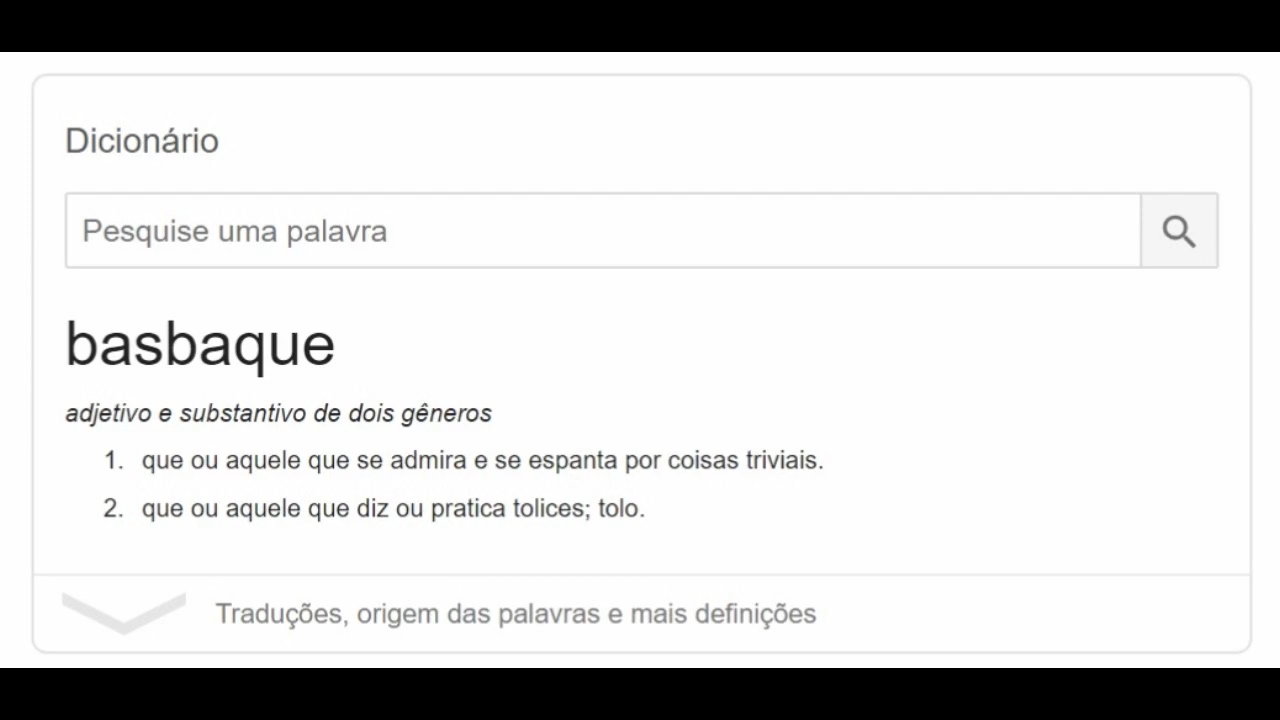 Dicionário
Pesquise uma palavra
basbaque
adjetivo e substantivo de dois gêneros
1. que ou aquele que se admira e se espanta por coisas triviais.
2. que ou aquele que diz ou pratica tolices; tolo.
Traduções, origem das palavras e mais definições